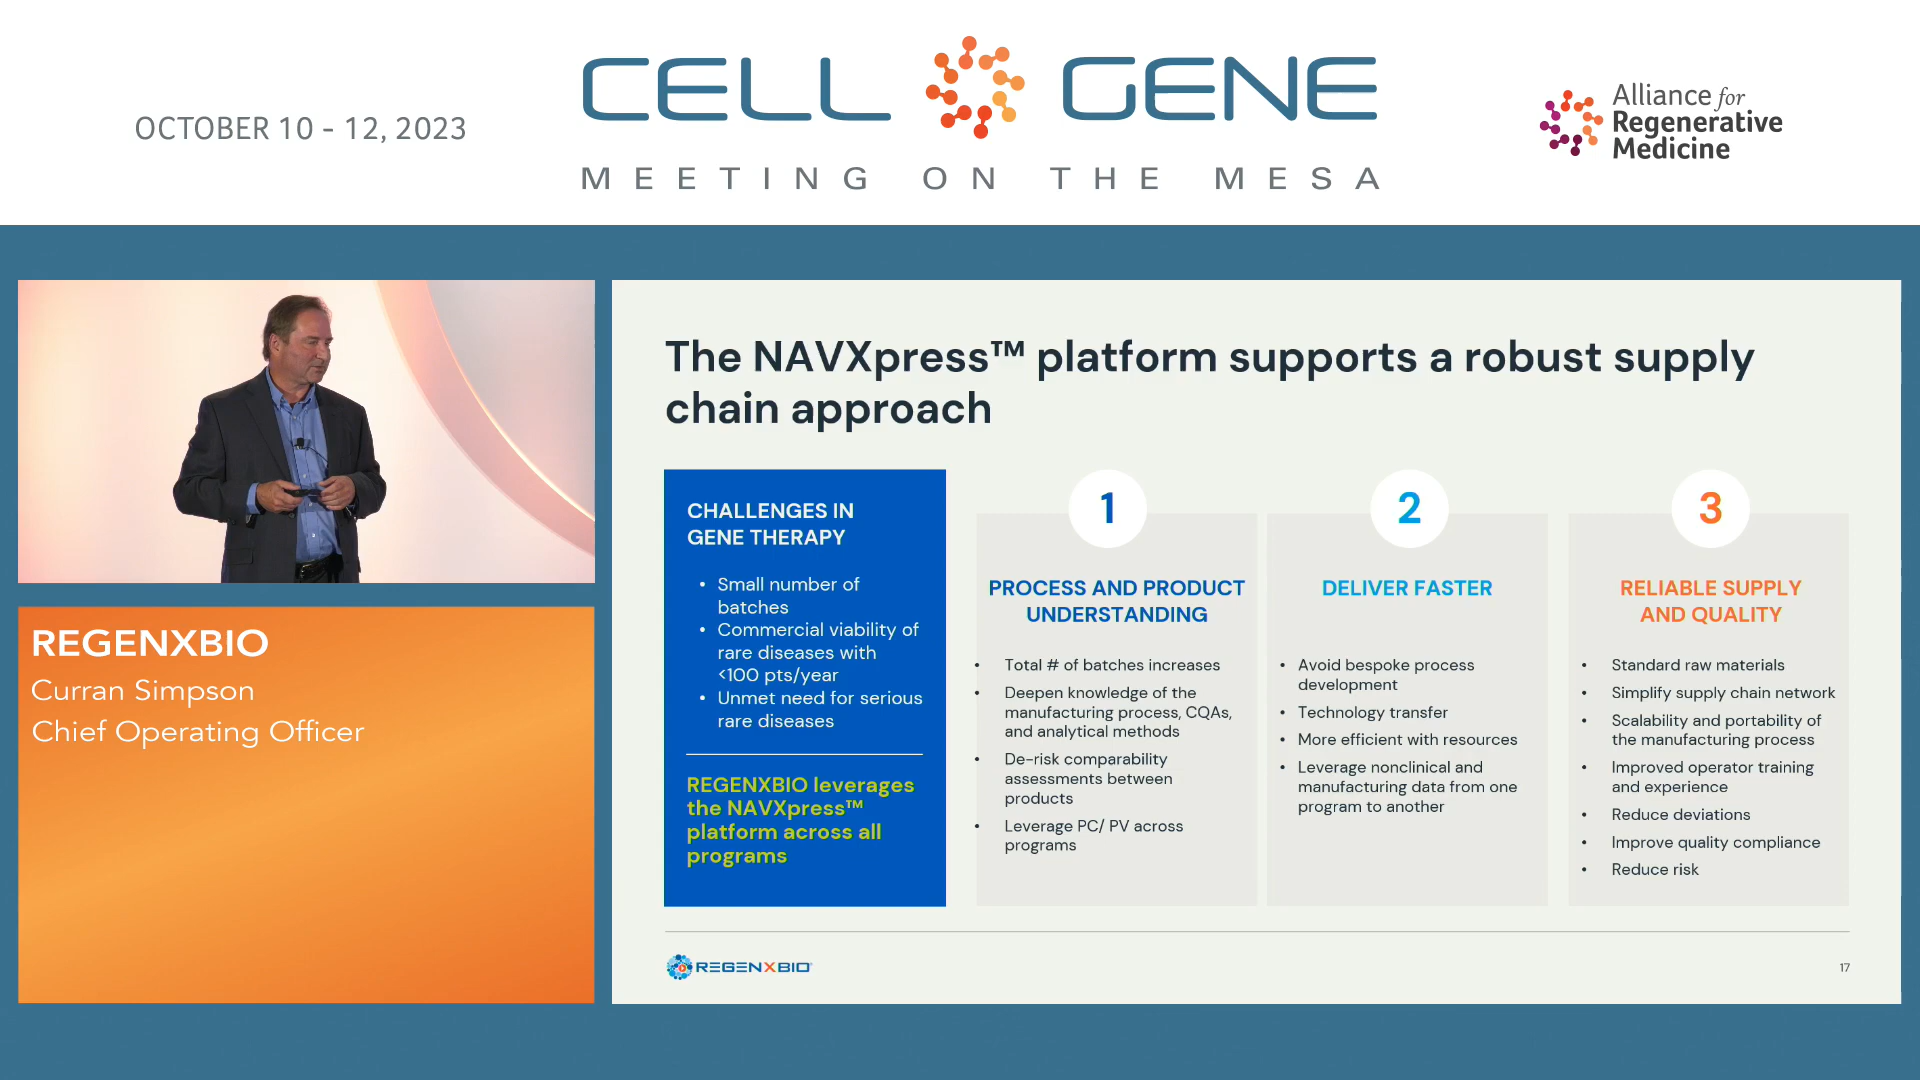 OCTOBER 10 - 12, 2023
CELL GENE
MEETING ON THE MESA
Alliance for
Regenerative
Medicine
REGENXBIO
Curran Simpson
Chief Operating Officer
The NAVXpress™ platform supports a robust supply
chain approach
CHALLENGES IN
GENE THERAPY
• Small number of
batches
• Commercial viability of
rare diseases with
<100 pts/year
• Unmet need for serious
rare diseases
REGENXBIO leverages
the NAVXpress™
platform across all
programs
1
PROCESS AND PRODUCT
UNDERSTANDING
• Total # of batches increases
• Deepen knowledge of the
manufacturing process, CQAs,
and analytical methods
• De-risk comparability
assessments between
products
• Leverage PC/ PV across
programs
2
DELIVER FASTER
• Avoid bespoke process
development
• Technology transfer
• More efficient with resources
• Leverage nonclinical and
manufacturing data from one
program to another
3
RELIABLE SUPPLY
AND QUALITY
• Standard raw materials
• Simplify supply chain network
• Scalability and portability of
the manufacturing process
• Improved operator training
and experience
• Reduce deviations
• Improve quality compliance
• Reduce risk
REGENXBIO
17